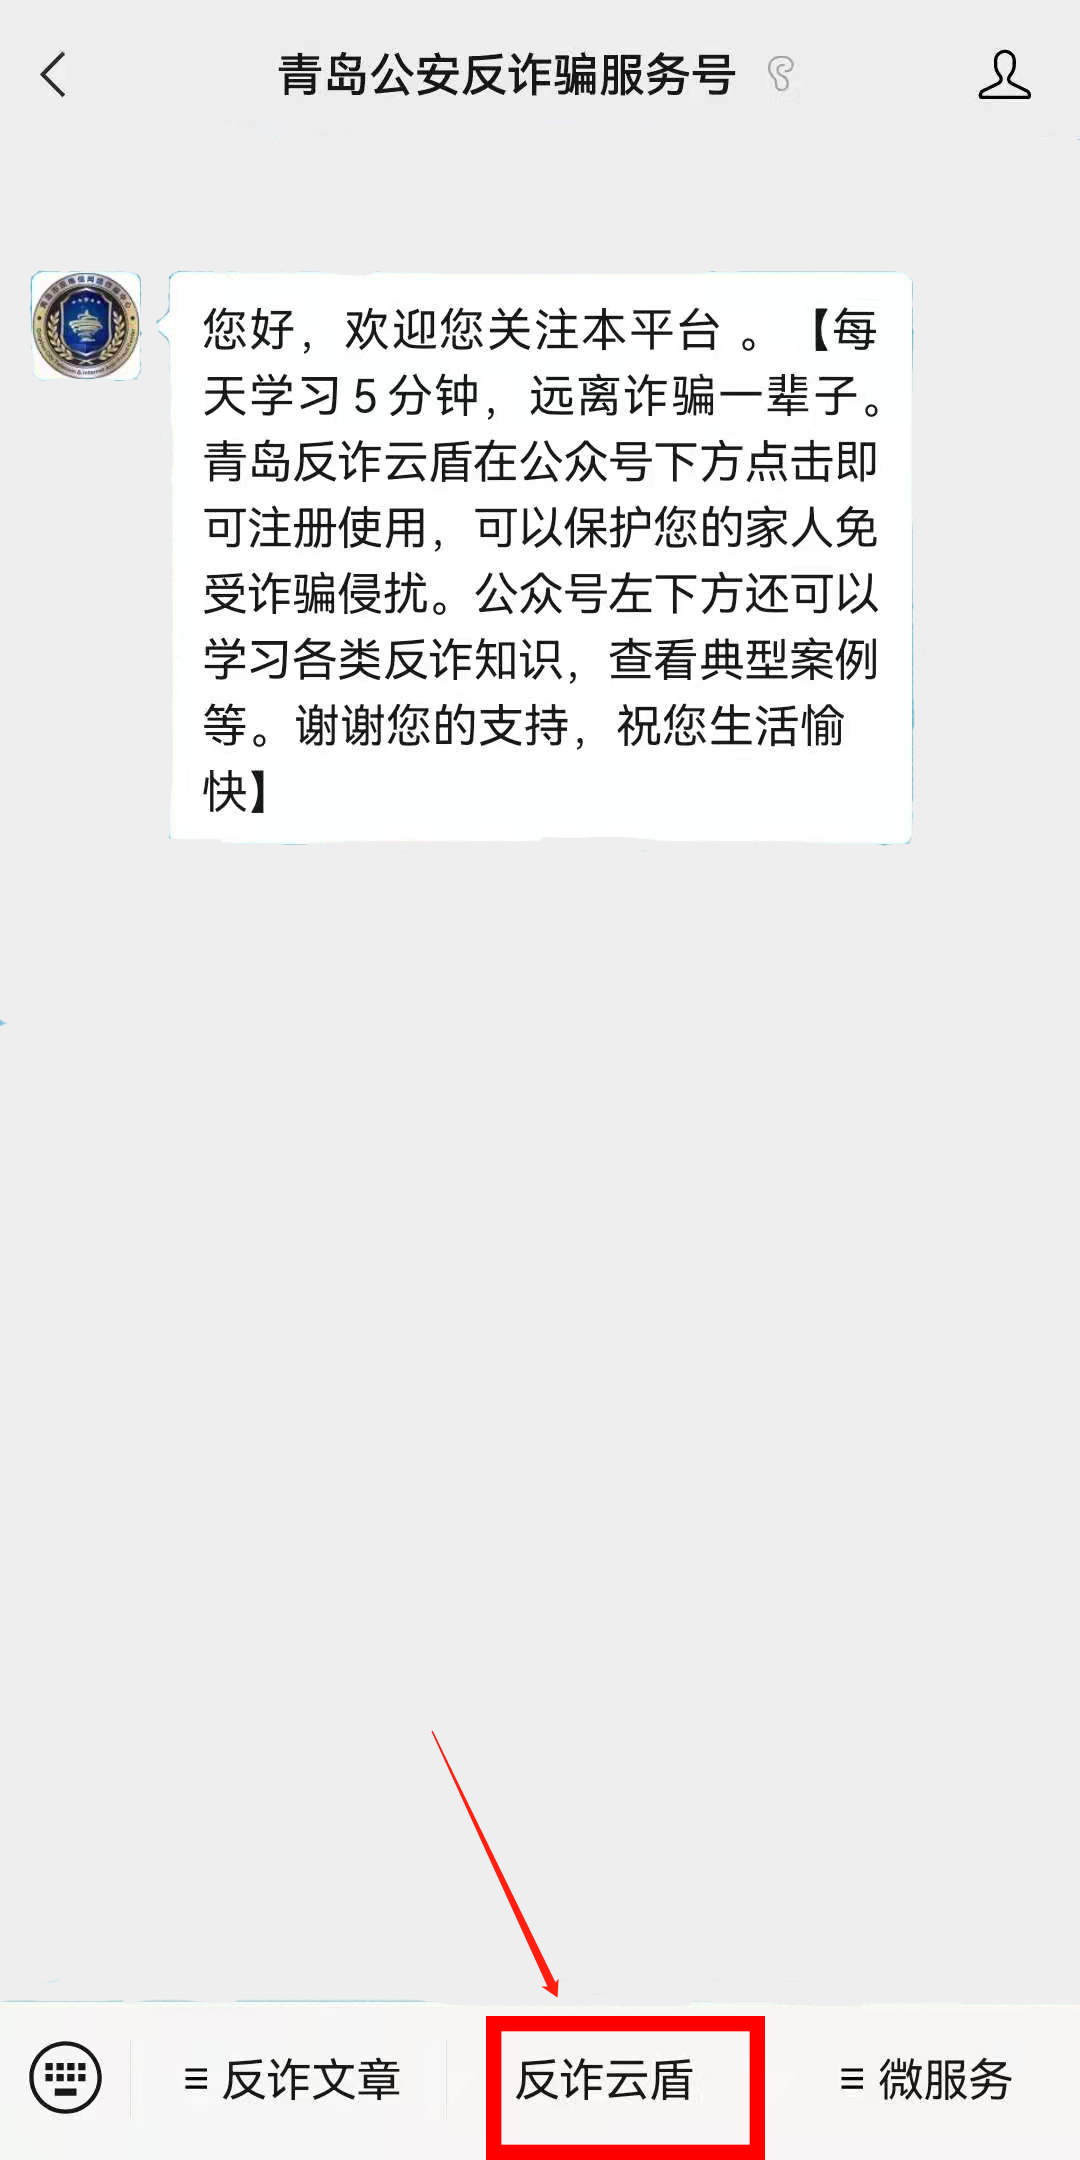 青岛公安反诈骗服务号
您好，欢迎您关注本平台 。【每
天学习5分钟，远离诈骗一辈子。
青岛反诈云盾在公众号下方点击即
可注册使用，可以保护您的家人免
受诈骗侵扰。公众号左下方还可以
学习各类反诈知识，查看典型案例
等。谢谢您的支持，祝您生活愉
快】
反诈文章
反诈云盾
微服务